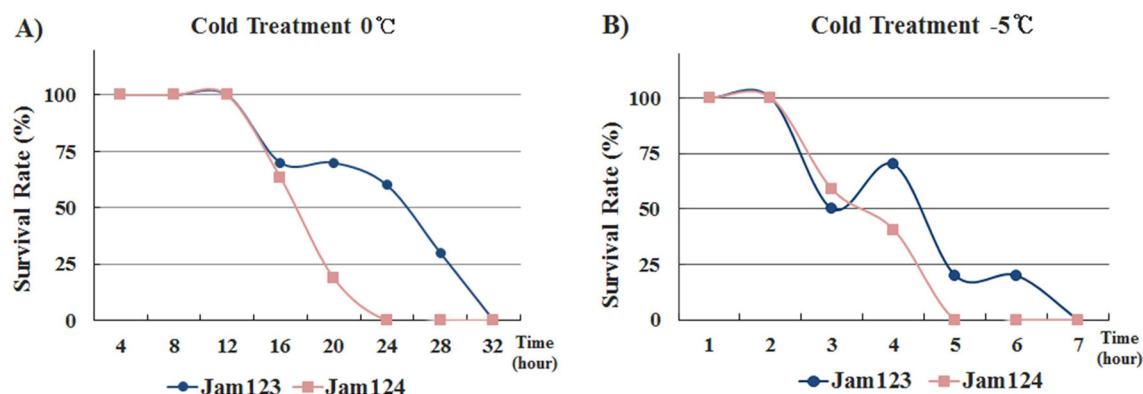 A) Cold Treatment 0℃
Survival Rate (%)
100
75
50
25
0
4 8 12 16 20 24 28 32 Time (hour)
Jam123 Jam124
B) Cold Treatment -5℃
Survival Rate (%)
100
75
50
25
0
1 2 3 4 5 6 7 Time (hour)
Jam123 Jam124